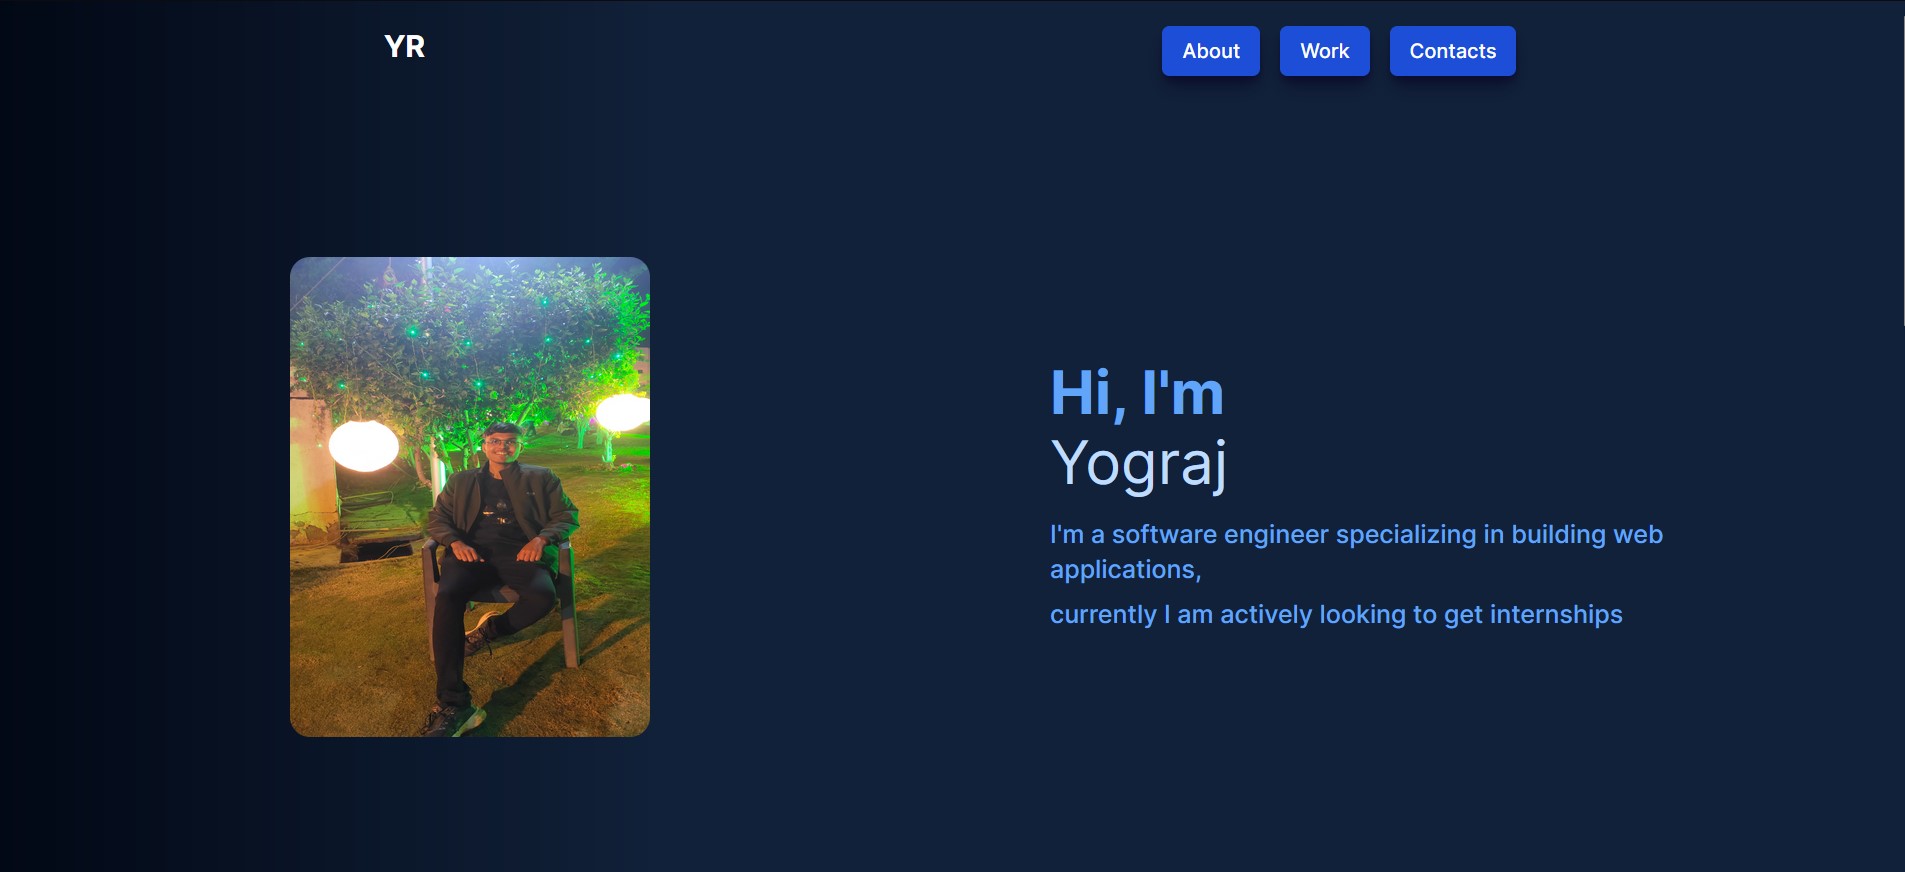 YR
About
Work
Contacts
Hi, I'm
Yograj
I'm a software engineer specializing in building web
applications,
currently I am actively looking to get internships